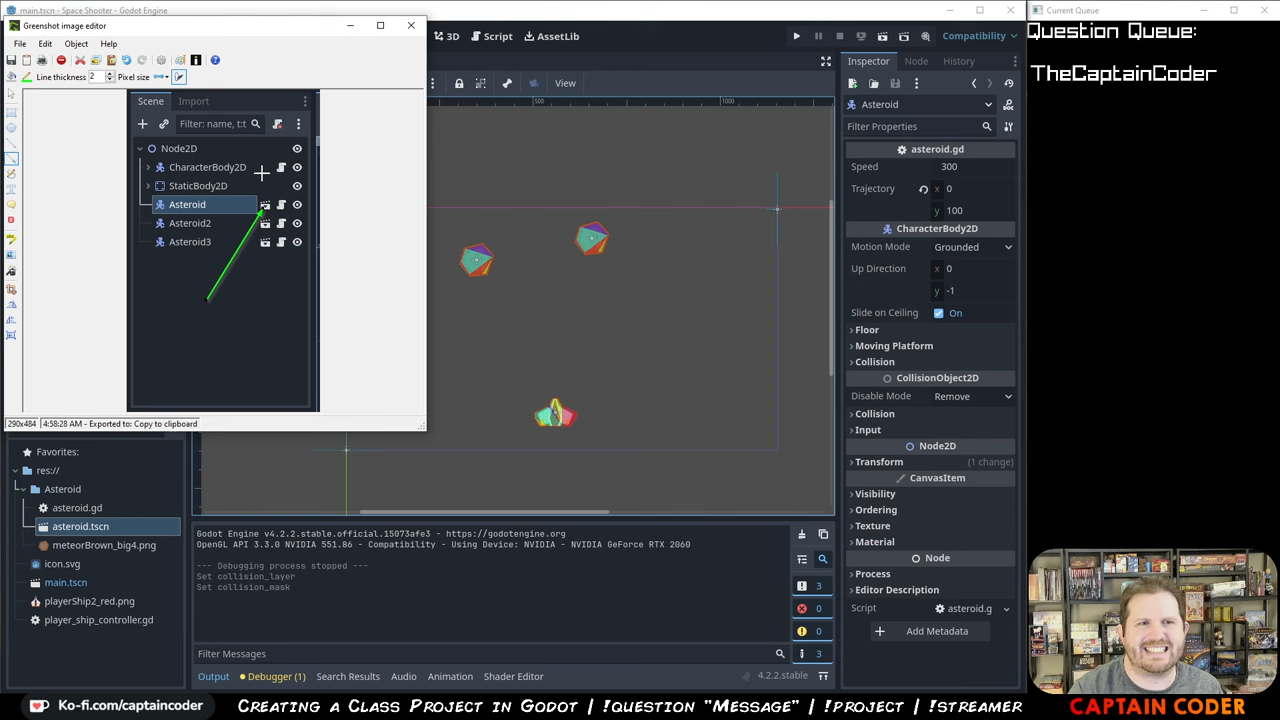 main.tscn - Space Shooter - Godot Engine
Current Queue
Greenshot image editor
3D
Script
AssetLib
Compatibility
File
Edit
Object
Help
Line thickness
2
Pixel size
View
Inspector
Node
History
Scene
Import
Filter: name, t:t
Node2D
CharacterBody2D
StaticBody2D
Asteroid
Asteroid2
Asteroid3
500
1000
Asteroid
Filter Properties
asteroid.gd
Speed
300
Trajectory
x
0
y
100
CharacterBody2D
Motion Mode
Grounded
Up Direction
x
0
y
-1
Slide on Ceiling
On
Floor
Moving Platform
Collision
CollisionObject2D
Disable Mode
Remove
Collision
Input
Node2D
Transform
(1 change)
CanvasItem
Visibility
Ordering
Texture
Material
Node
Process
Editor Description
Script
asteroid.g
Add Metadata
290x484
4:58:28 AM - Exported to: Copy to clipboard
Favorites:
res://
Asteroid
asteroid.gd
asteroid.tscn
meteorBrown_big4.png
icon.svg
main.tscn
playerShip2_red.png
player_ship_controller.gd
Godot Engine v4.2.2.stable.official.15073afe3 - https://godotengine.org
OpenGL API 3.3.0 NVIDIA 551.86 - Compatibility - Using Device: NVIDIA - NVIDIA GeForce RTX 2060
--- Debugging process stopped ---
Set collision_layer
Set collision_mask
3
0
0
3
Filter Messages
Output
Debugger (1)
Search Results
Audio
Animation
Shader Editor
4.2.2.stable
Question Queue:
TheCaptainCoder
Ko-fi.com/captaincoder
Creating a Class Projection Godot | !question "Message" | !project | !streamer
CAPTAIN CODER